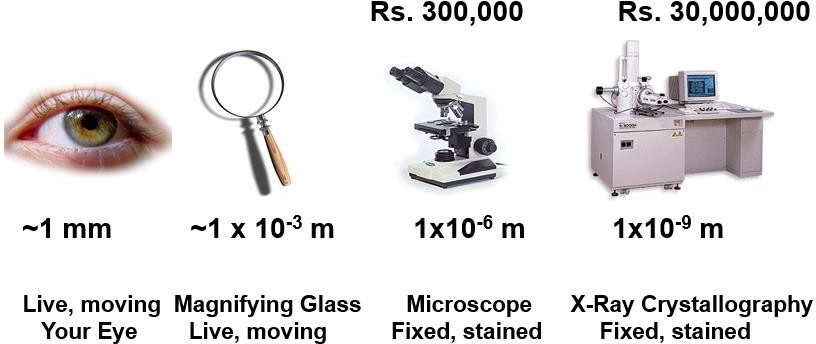 Rs. 300,000 Rs. 30,000,000
~1 mm ~1 x 10⁻³ m 1x10⁻⁶ m 1x10⁻⁹ m
Live, moving Magnifying Glass Microscope X-Ray Crystallography
Your Eye Live, moving Fixed, stained Fixed, stained